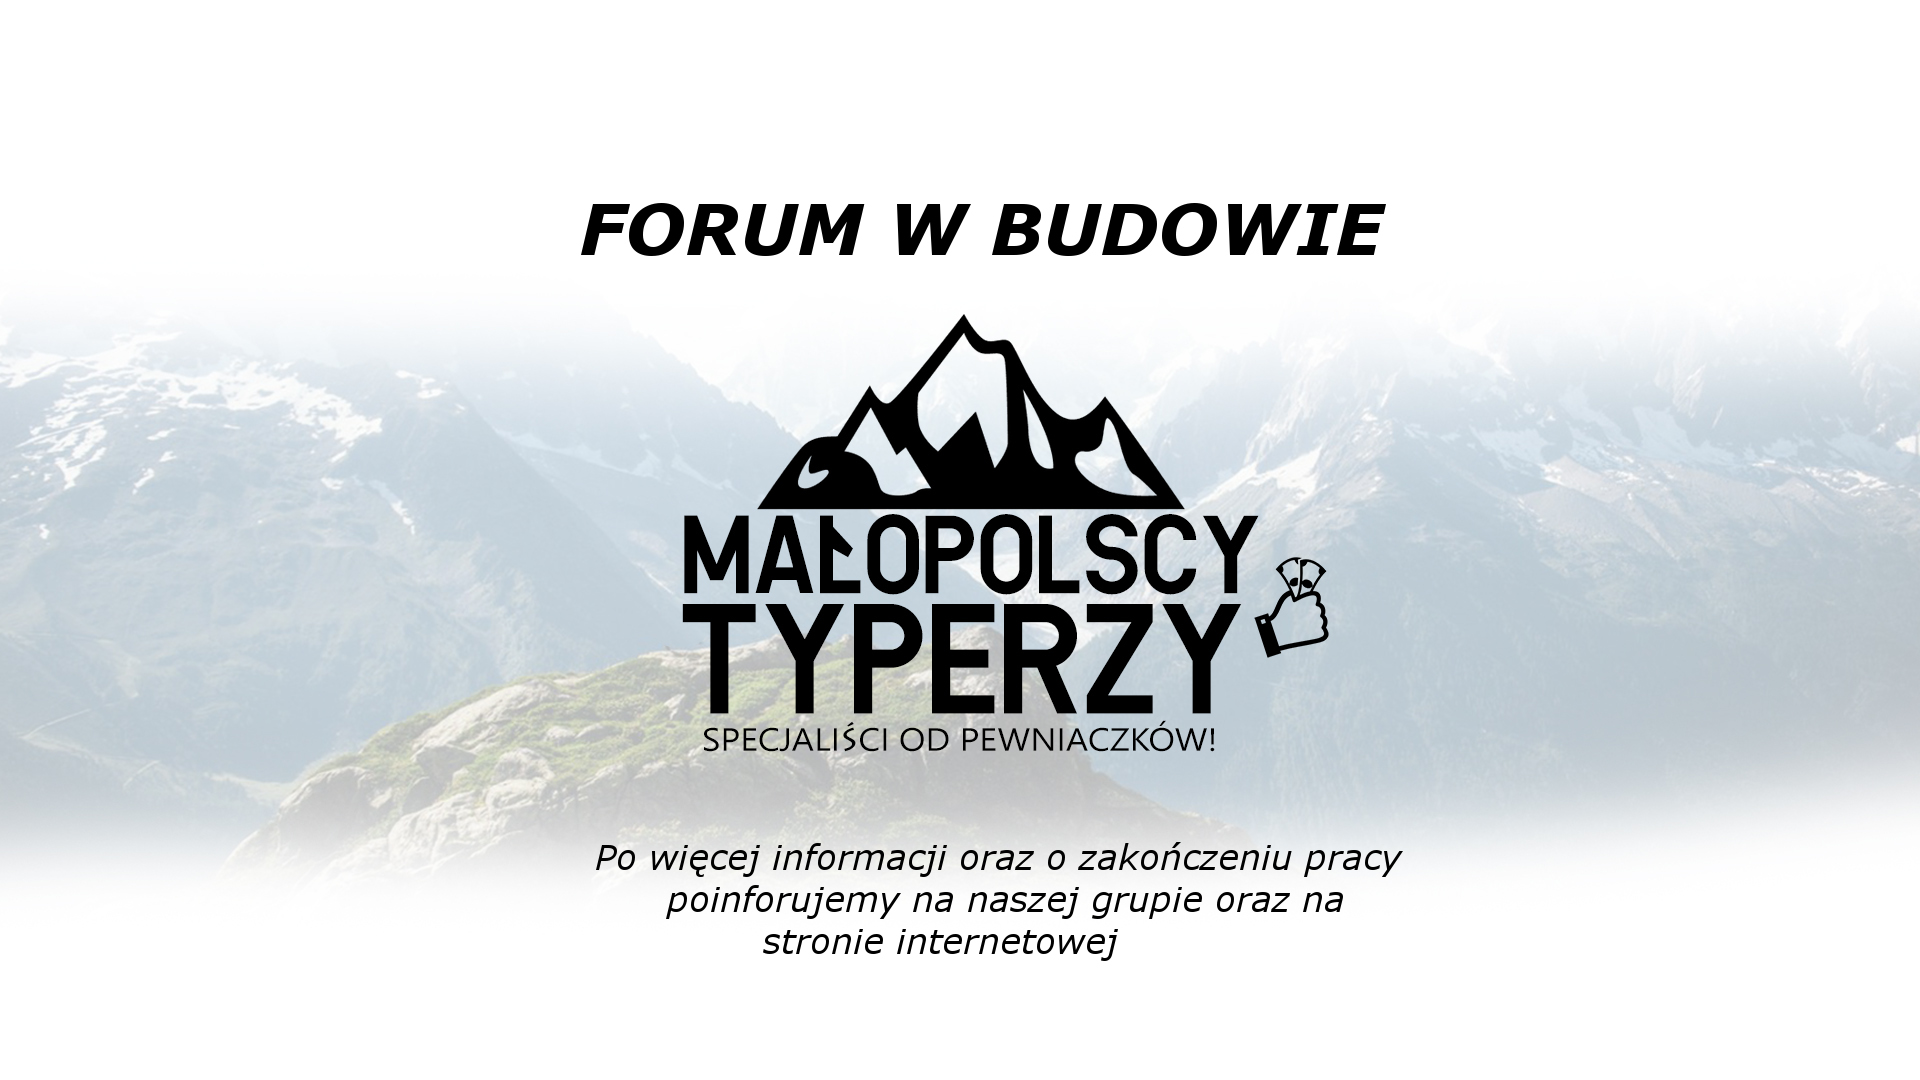 FORUM W BUDOWIE
MAŁOPOLSCY
TYPERZY
SPECJALIŚCI OD PEWNIACZKÓW!
Po więcej informacji oraz o zakończeniu pracy
poinforujemy na naszej grupie oraz na
stronie internetowej